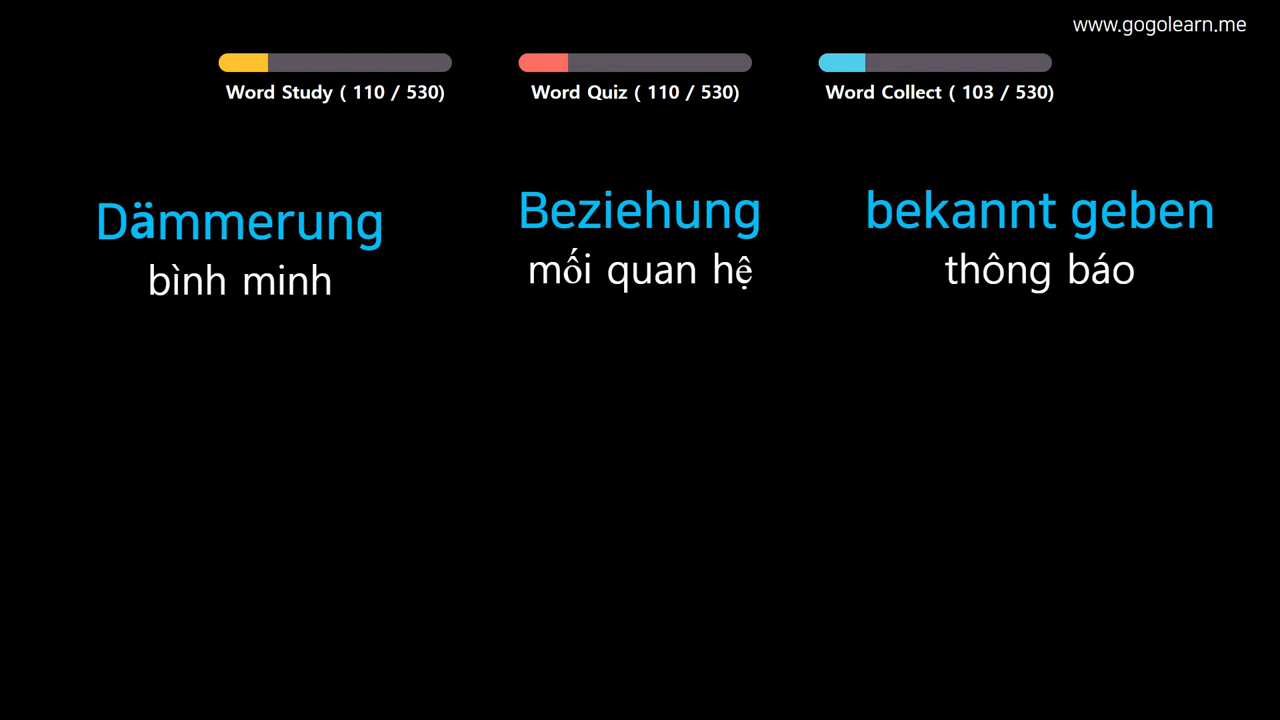 www.gogolearn.me
Word Study ( 110 / 530)
Word Quiz ( 110 / 530)
Word Collect ( 103 / 530)
Dämmerung
bình minh
Beziehung
mối quan hệ
bekannt geben
thông báo